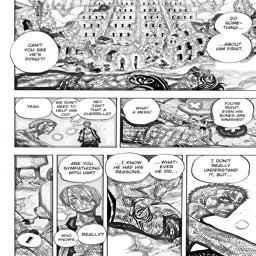 DO
SOME-
THING...
...ABOUT
HIM FIRST.
CAN'T
YOU SEE
HE'S
DYING?!
YOU'RE
RIGHT.
EVEN HIS
BONES ARE
SMASHED!
WHAT
A MESS!
HEY,
ISN'T
THAT A
GUERRILLA?
WE DON'T
NEED TO
HELP HIM
OUT.
YEAH.
I DON'T
REALLY
UNDERSTAND
IT, BUT...
...WHAT-
EVER
HE DID...
...I KNOW
HE HAD HIS
REASONS.
ARE YOU
SYMPATHIZING
WITH HIM?
REALLY?
WHO
KNOWS...